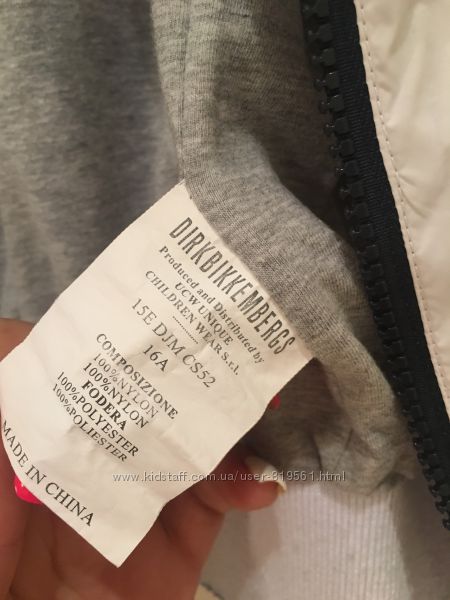 DIRKBIKKEMBERGS
Produced and Distributed by
UCW UNIQUE
CHILDREN WEAR S.r.l.
15E DJM CS52
16A
COMPOSIZIONE
100%NYLON
100%NYLON
FODERA
100%POLYESTER
100%POLIESTER
MADE IN CHINA
www.kidstaff.com.ua/user-319561.html